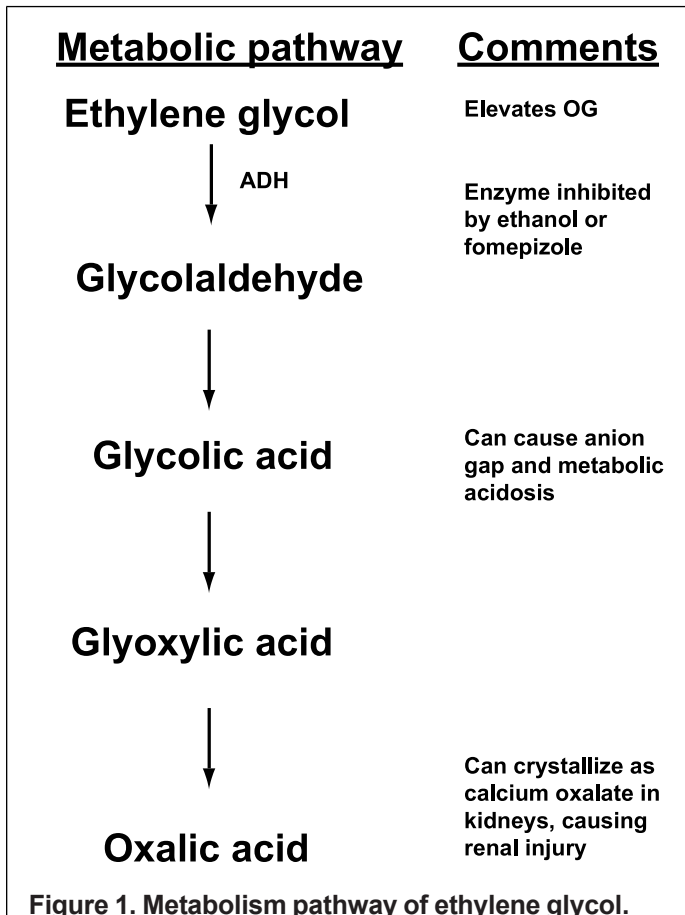 Metabolic pathway Comments
Ethylene glycol Elevates OG
ADH
Enzyme inhibited
by ethanol or
fomepizole
Glycolaldehyde
Glycolic acid
Can cause anion
gap and metabolic
acidosis
Glyoxylic acid
Can crystallize as
calcium oxalate in
kidneys, causing
renal injury
Oxalic acid
Figure 1. Metabolism pathway of ethylene glycol.